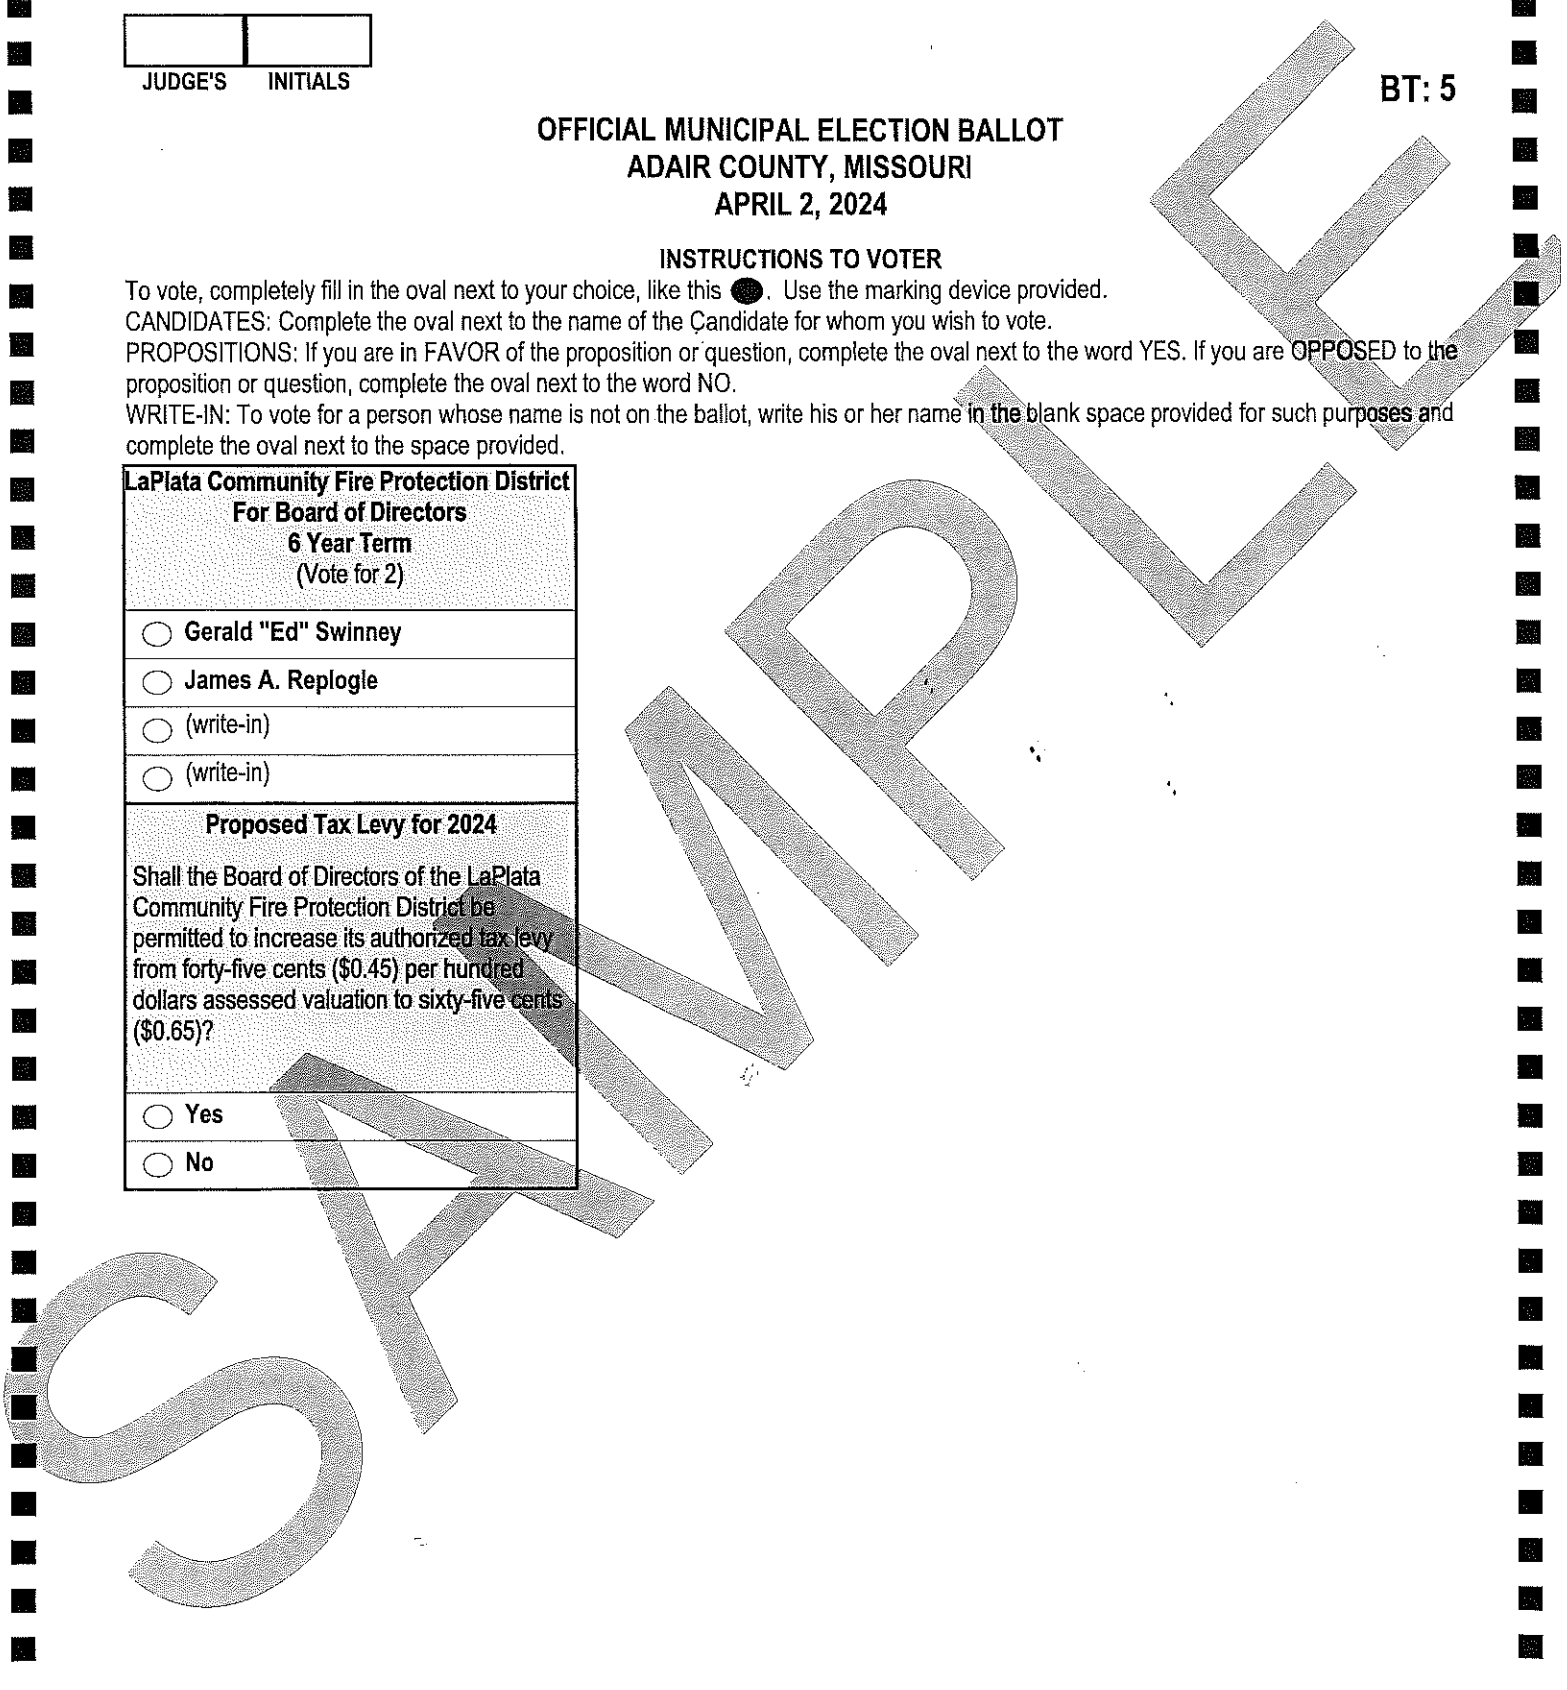 JUDGE'S INITIALS
BT: 5
OFFICIAL MUNICIPAL ELECTION BALLOT
ADAIR COUNTY, MISSOURI
APRIL 2, 2024
INSTRUCTIONS TO VOTER
To vote, completely fill in the oval next to your choice, like this . Use the marking device provided.
CANDIDATES: Complete the oval next to the name of the Candidate for whom you wish to vote.
PROPOSITIONS: If you are in FAVOR of the proposition or question, complete the oval next to the word YES. If you are OPPOSED to the
proposition or question, complete the oval next to the word NO.
WRITE-IN: To vote for a person whose name is not on the ballot, write his or her name in the blank space provided for such purposes and
complete the oval next to the space provided.
LaPlata Community Fire Protection District
For Board of Directors
6 Year Term
(Vote for 2)
Gerald "Ed" Swinney
James A. Replogle
(write-in)
(write-in)
Proposed Tax Levy for 2024
Shall the Board of Directors of the LaPlata
Community Fire Protection District be
permitted to increase its authorized tax levy
from forty-five cents ($0.45) per hundred
dollars assessed valuation to sixty-five cents
($0.65)?
Yes
No
SAMPLE